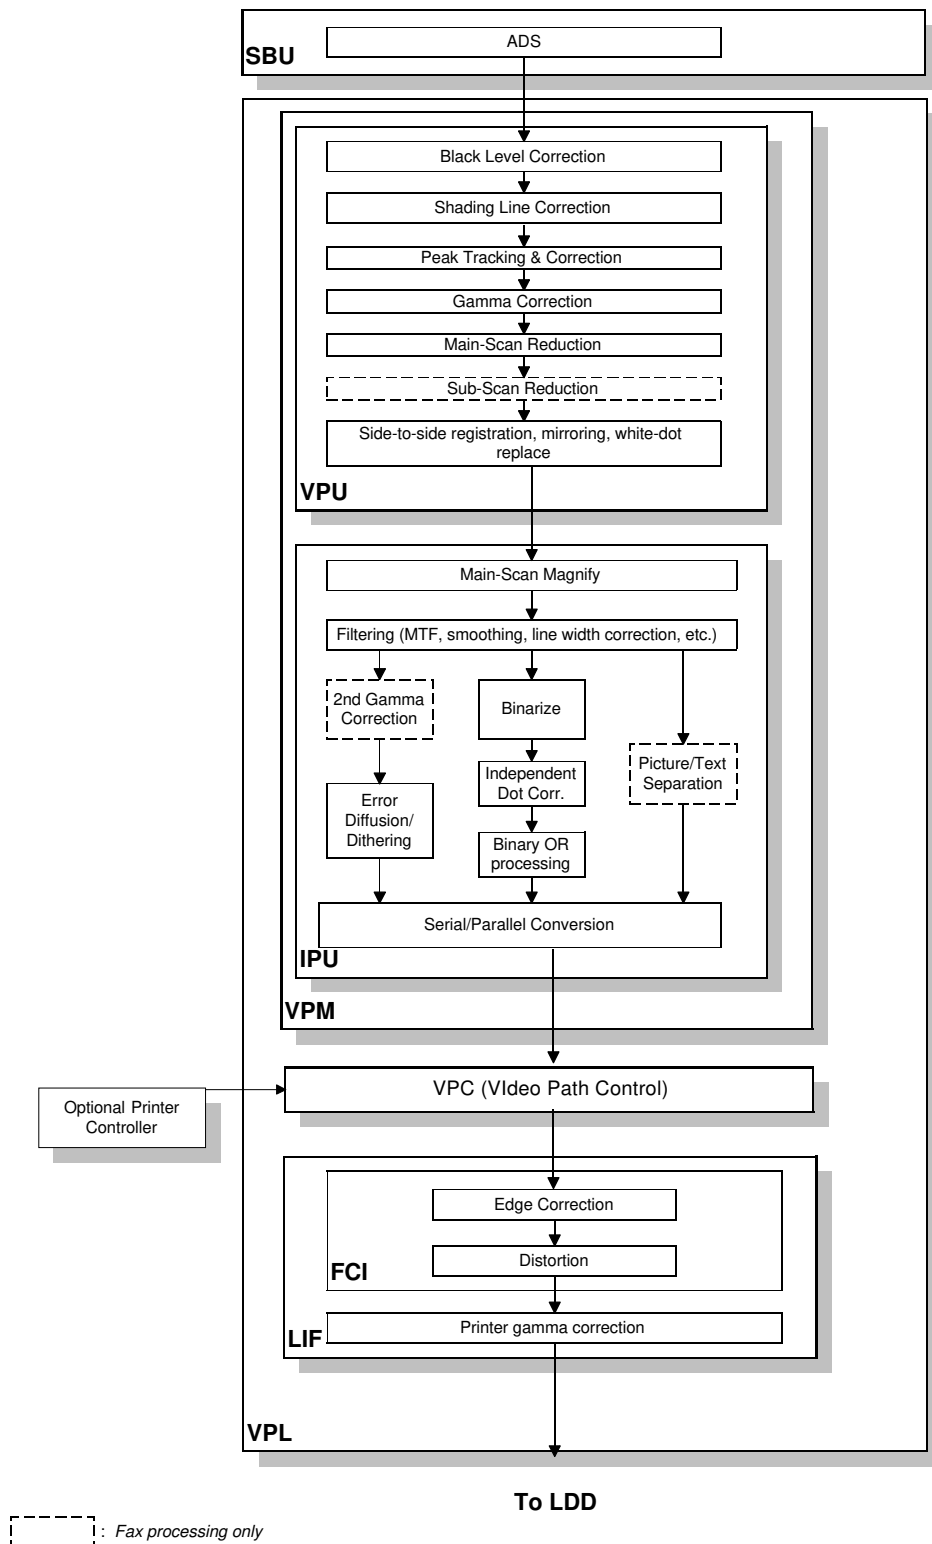 ADS
SBU
Black Level Correction
Shading Line Correction
Peak Tracking & Correction
Gamma Correction
Main-Scan Reduction
Sub-Scan Reduction
Side-to-side registration, mirroring, white-dot
replace
VPU
Main-Scan Magnify
Filtering (MTF, smoothing, line width correction, etc.)
2nd Gamma
Correction
Binarize
Picture/Text
Separation
Independent
Dot Corr.
Error
Diffusion/
Dithering
Binary OR
processing
Serial/Parallel Conversion
IPU
VPM
VPC (VIdeo Path Control)
Optional Printer
Controller
Edge Correction
Distortion
FCI
Printer gamma correction
LIF
VPL
To LDD
: Fax processing only